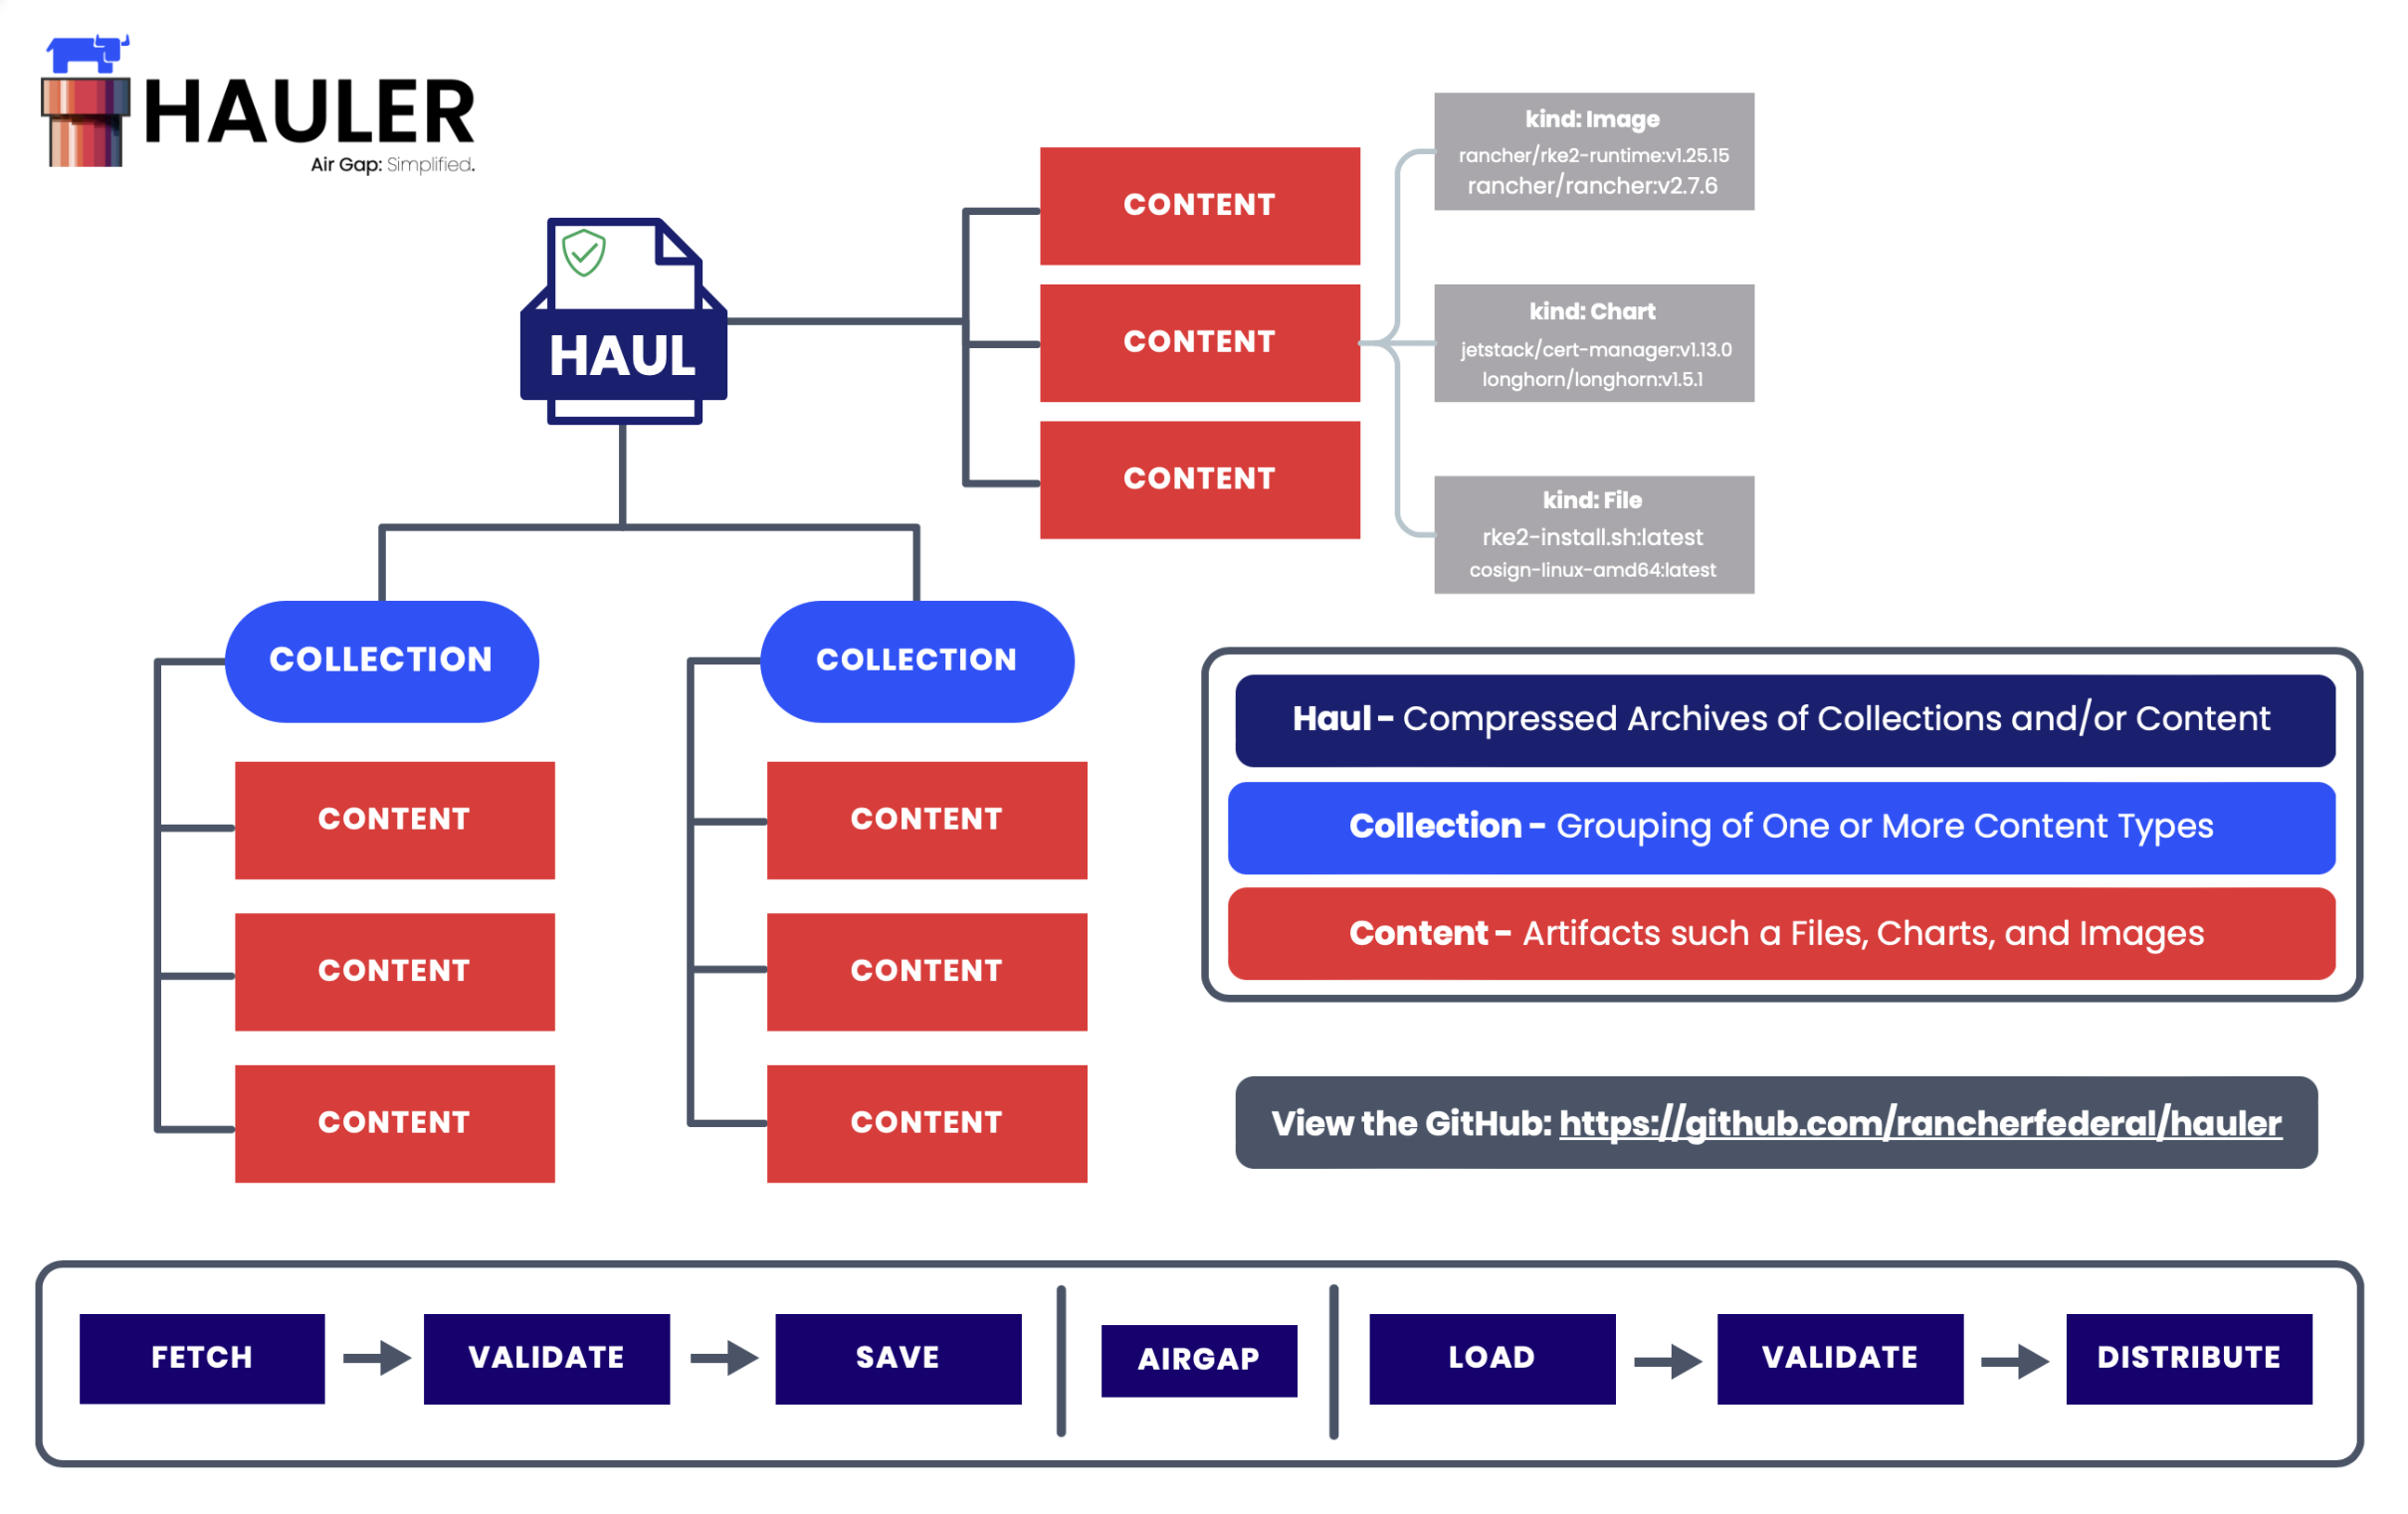 HAULER
Air Gap: Simplified.
HAUL
CONTENT
CONTENT
CONTENT
kind: Image
rancher/rke2-runtime:v1.25.15
rancher/rancher:v2.7.6
kind: Chart
jetstack/cert-manager:v1.13.0
longhorn/longhorn:v1.5.1
kind: File
rke2-install.sh:latest
cosign-linux-amd64:latest
COLLECTION
CONTENT
CONTENT
CONTENT
COLLECTION
CONTENT
CONTENT
CONTENT
Haul - Compressed Archives of Collections and/or Content
Collection - Grouping of One or More Content Types
Content - Artifacts such a Files, Charts, and Images
View the GitHub: https://github.com/rancherfederal/hauler
FETCH
VALIDATE
SAVE
AIRGAP
LOAD
VALIDATE
DISTRIBUTE